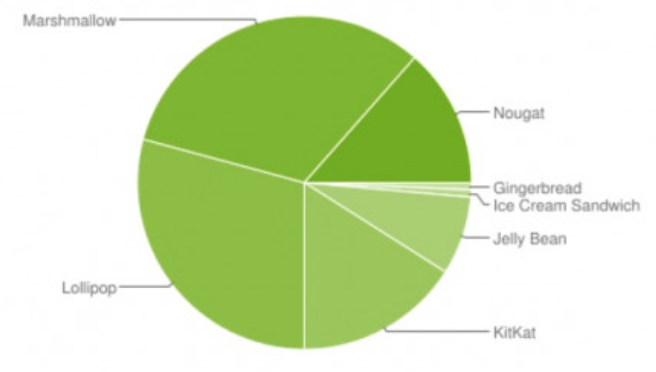 Marshmallow
Nougat
Gingerbread
Ice Cream Sandwich
Jelly Bean
Lollipop
KitKat